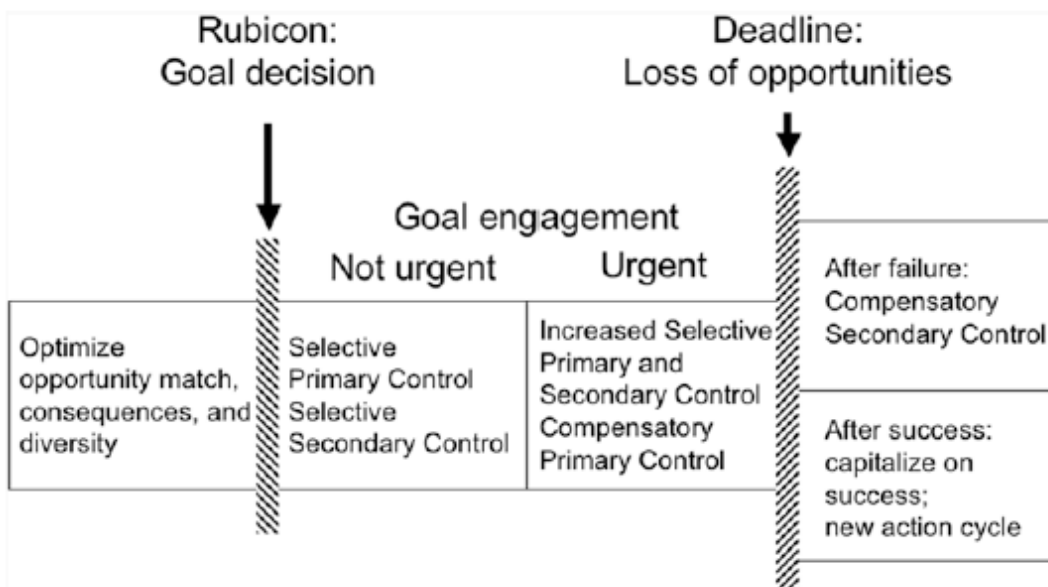 Rubicon:
Goal decision
Deadline:
Loss of opportunities
Goal engagement
Not urgent
Urgent
Optimize
opportunity match,
consequences, and
diversity
Selective
Primary Control
Selective
Secondary Control
Increased Selective
Primary and
Secondary Control
Compensatory
Primary Control
After failure:
Compensatory
Secondary Control
After success:
capitalize on
success;
new action cycle